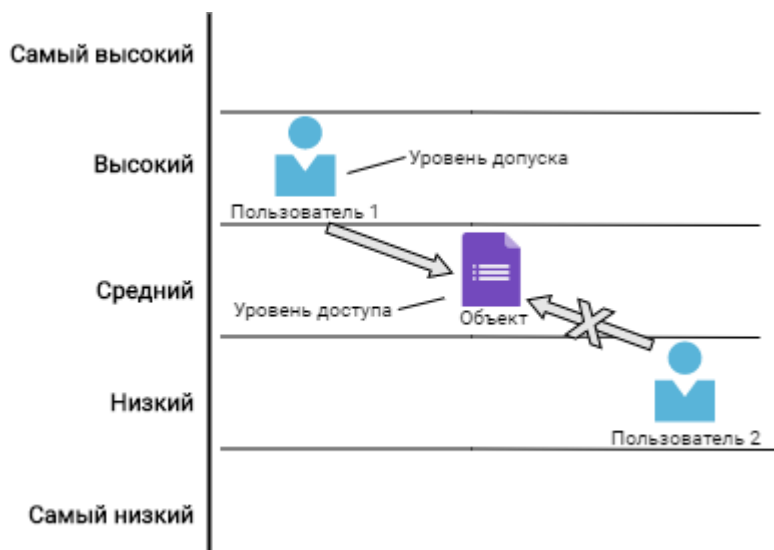 Самый высокий
Высокий
Уровень допуска
Пользователь 1
Средний
Уровень доступа
Объект
Низкий
Пользователь 2
Самый низкий